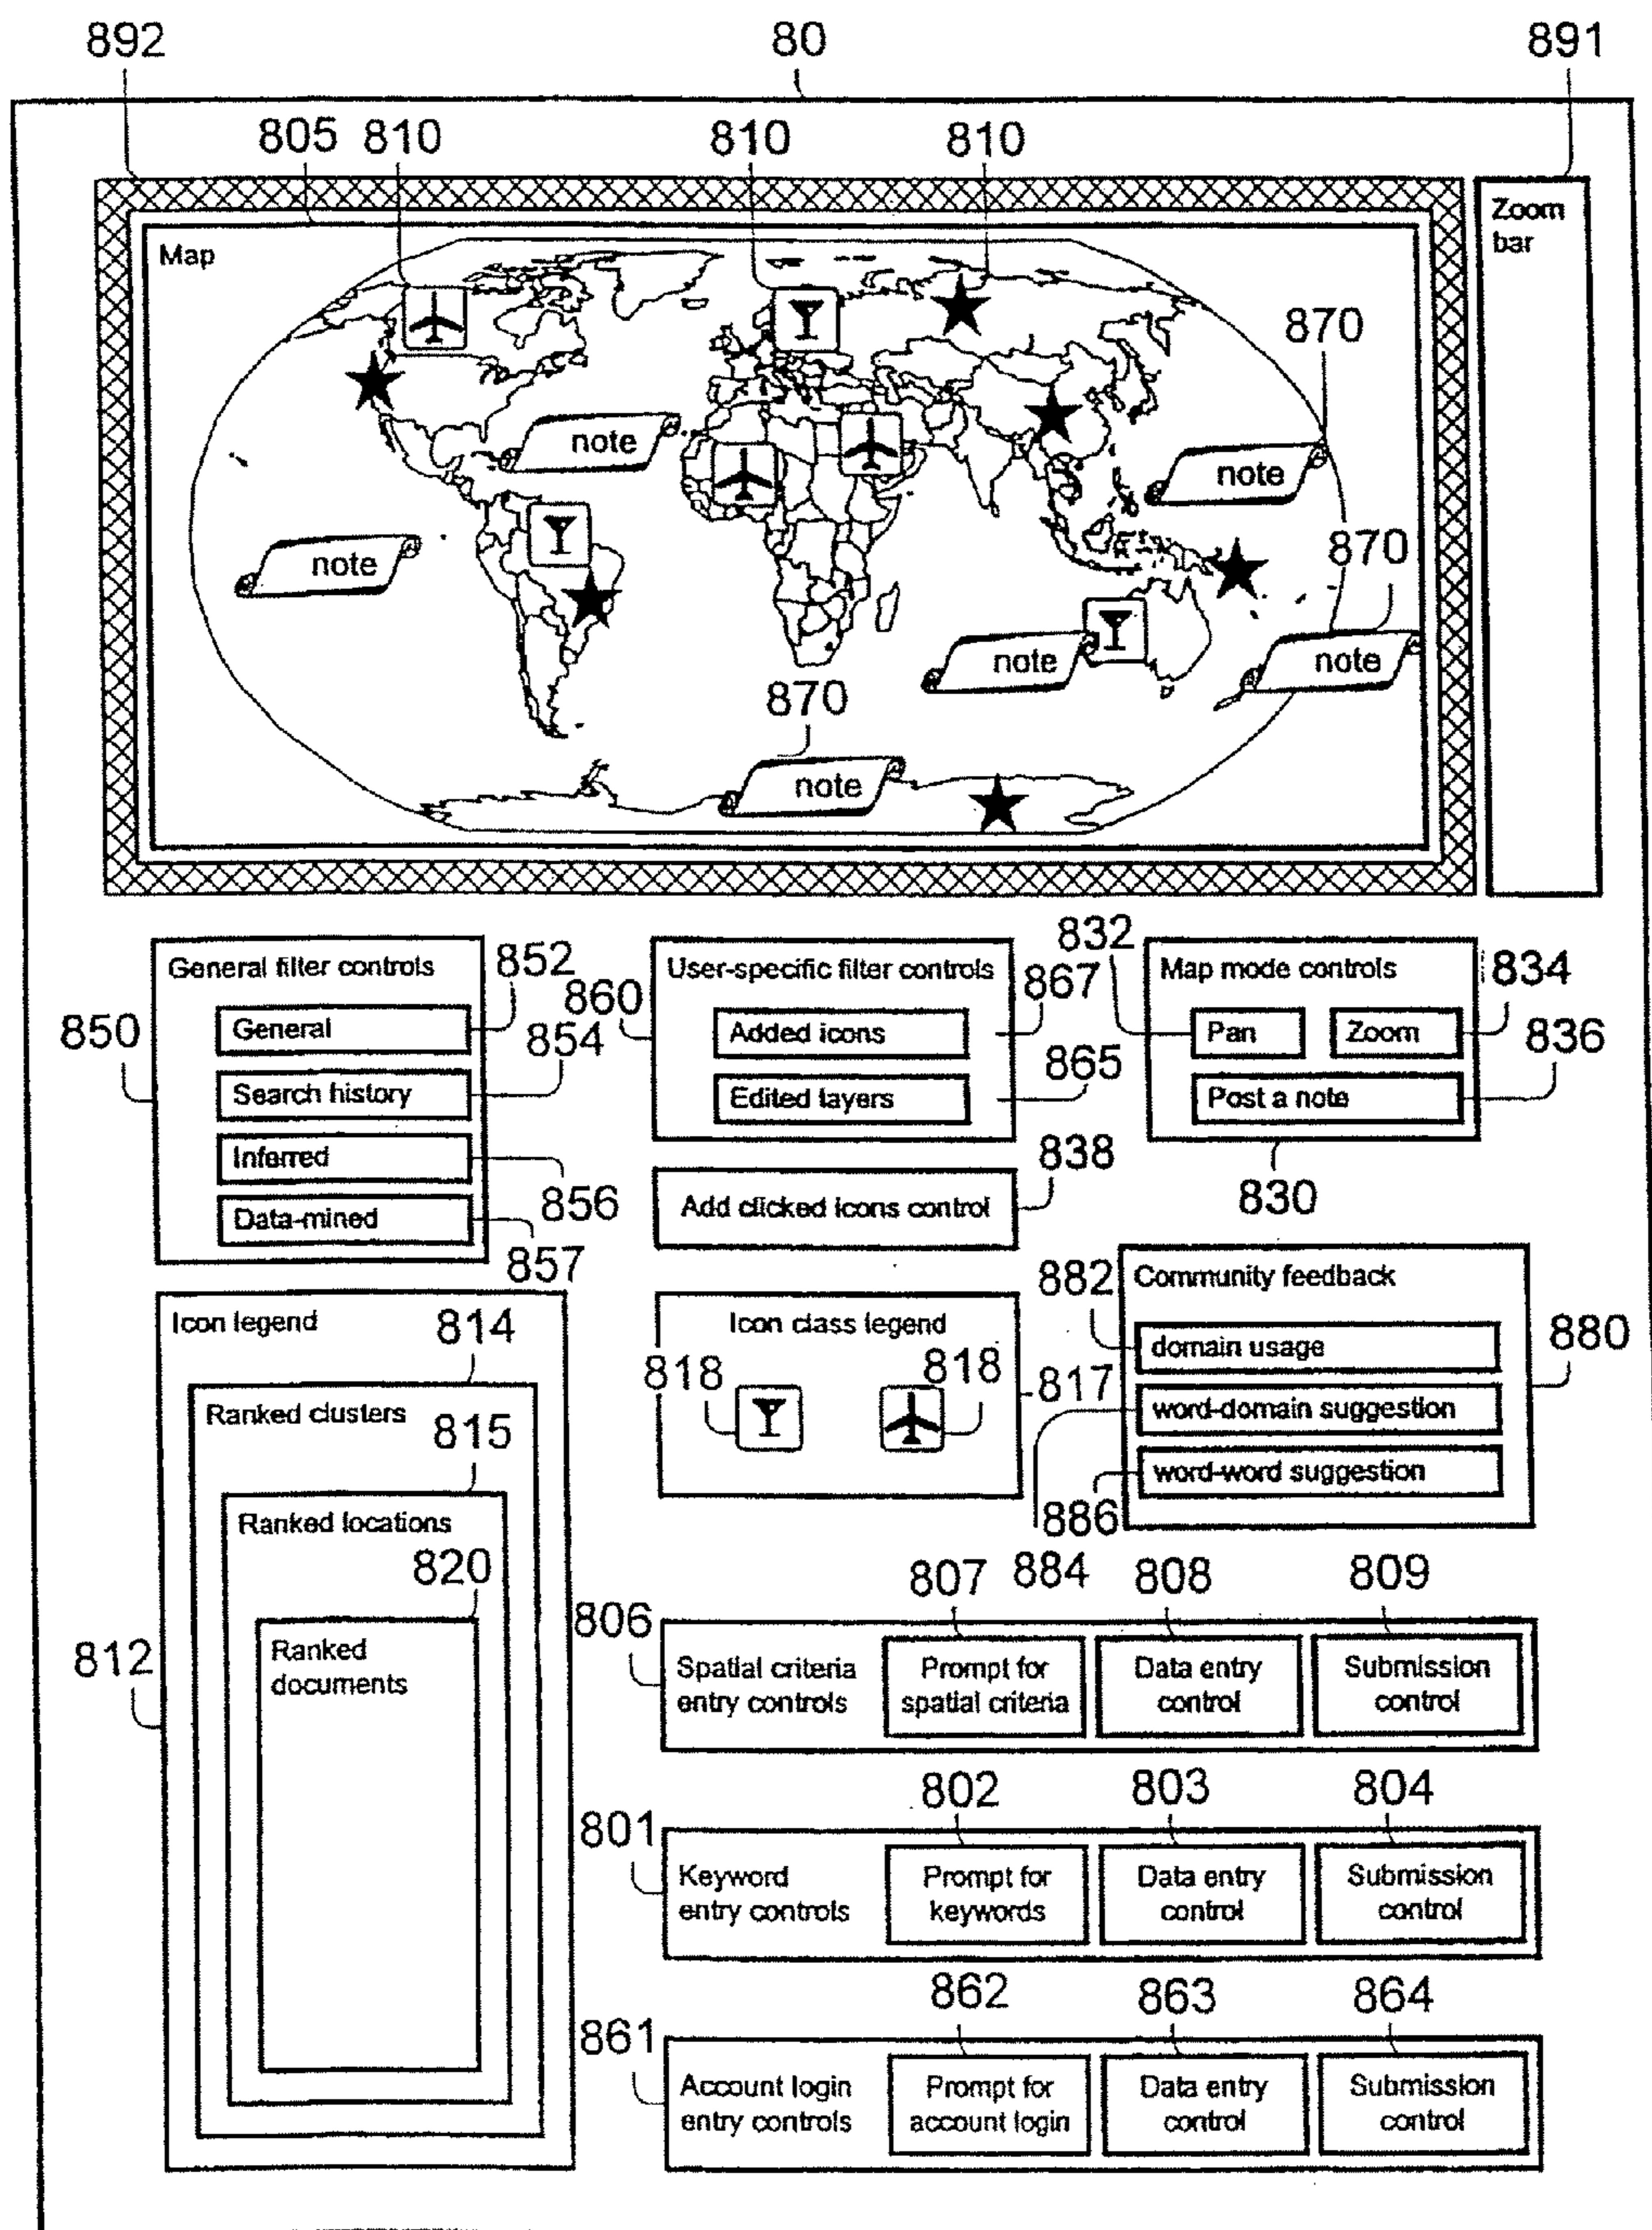 892 80 891
805 810 810 810
Zoom
bar
Map
870
note
note
870
note
note
note
870
note
832
General filter controls 852
User-specific filter controls 867
Map mode controls 834
860
850
General
854
Added icons
Pan Zoom 836
Search history
Edited layers
865
Post a note
Inferred
856
838
830
Data-mined
857
Add clicked icons control
882 Community feedback
Icon legend 814
Icon class legend
880
domain usage
818 818 817
word-domain suggestion
Ranked clusters
815
word-word suggestion
886
884
Ranked locations
820
807 808 809
806
812
Ranked
documents
Spatial criteria
entry controls
Prompt for
spatial criteria
Data entry
control
Submission
control
802 803 804
801
Keyword
entry controls
Prompt for
keywords
Data entry
control
Submission
control
862 863 864
861
Account login
entry controls
Prompt for
account login
Data entry
control
Submission
control